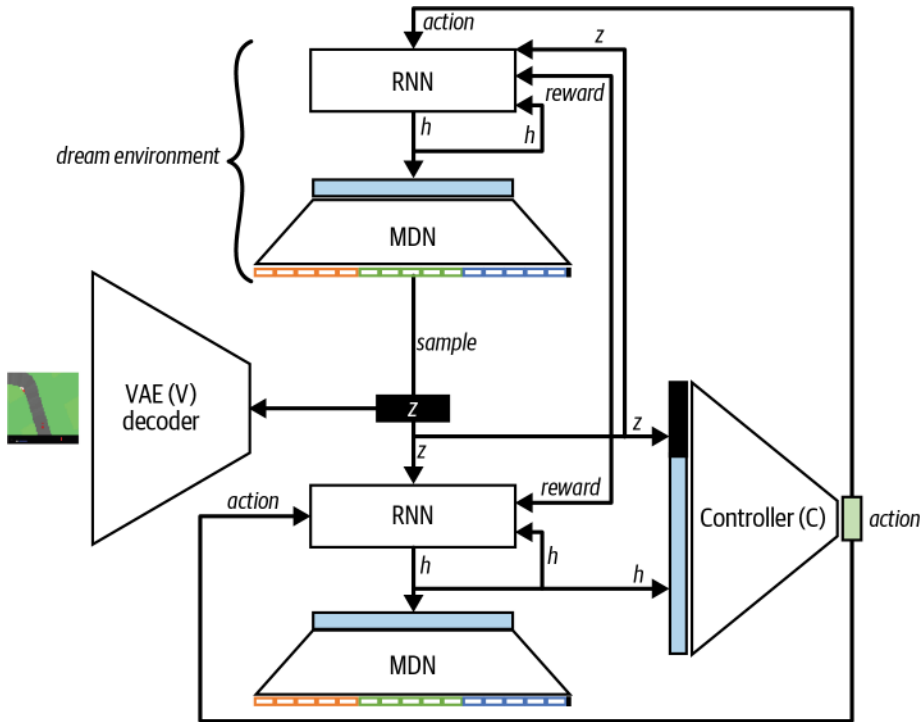 action
z
RNN
reward
h
h
dream environment
MDN
sample
VAE (V)
decoder
z
z
z
action
RNN
reward
Controller (C)
action
h
h
h
MDN